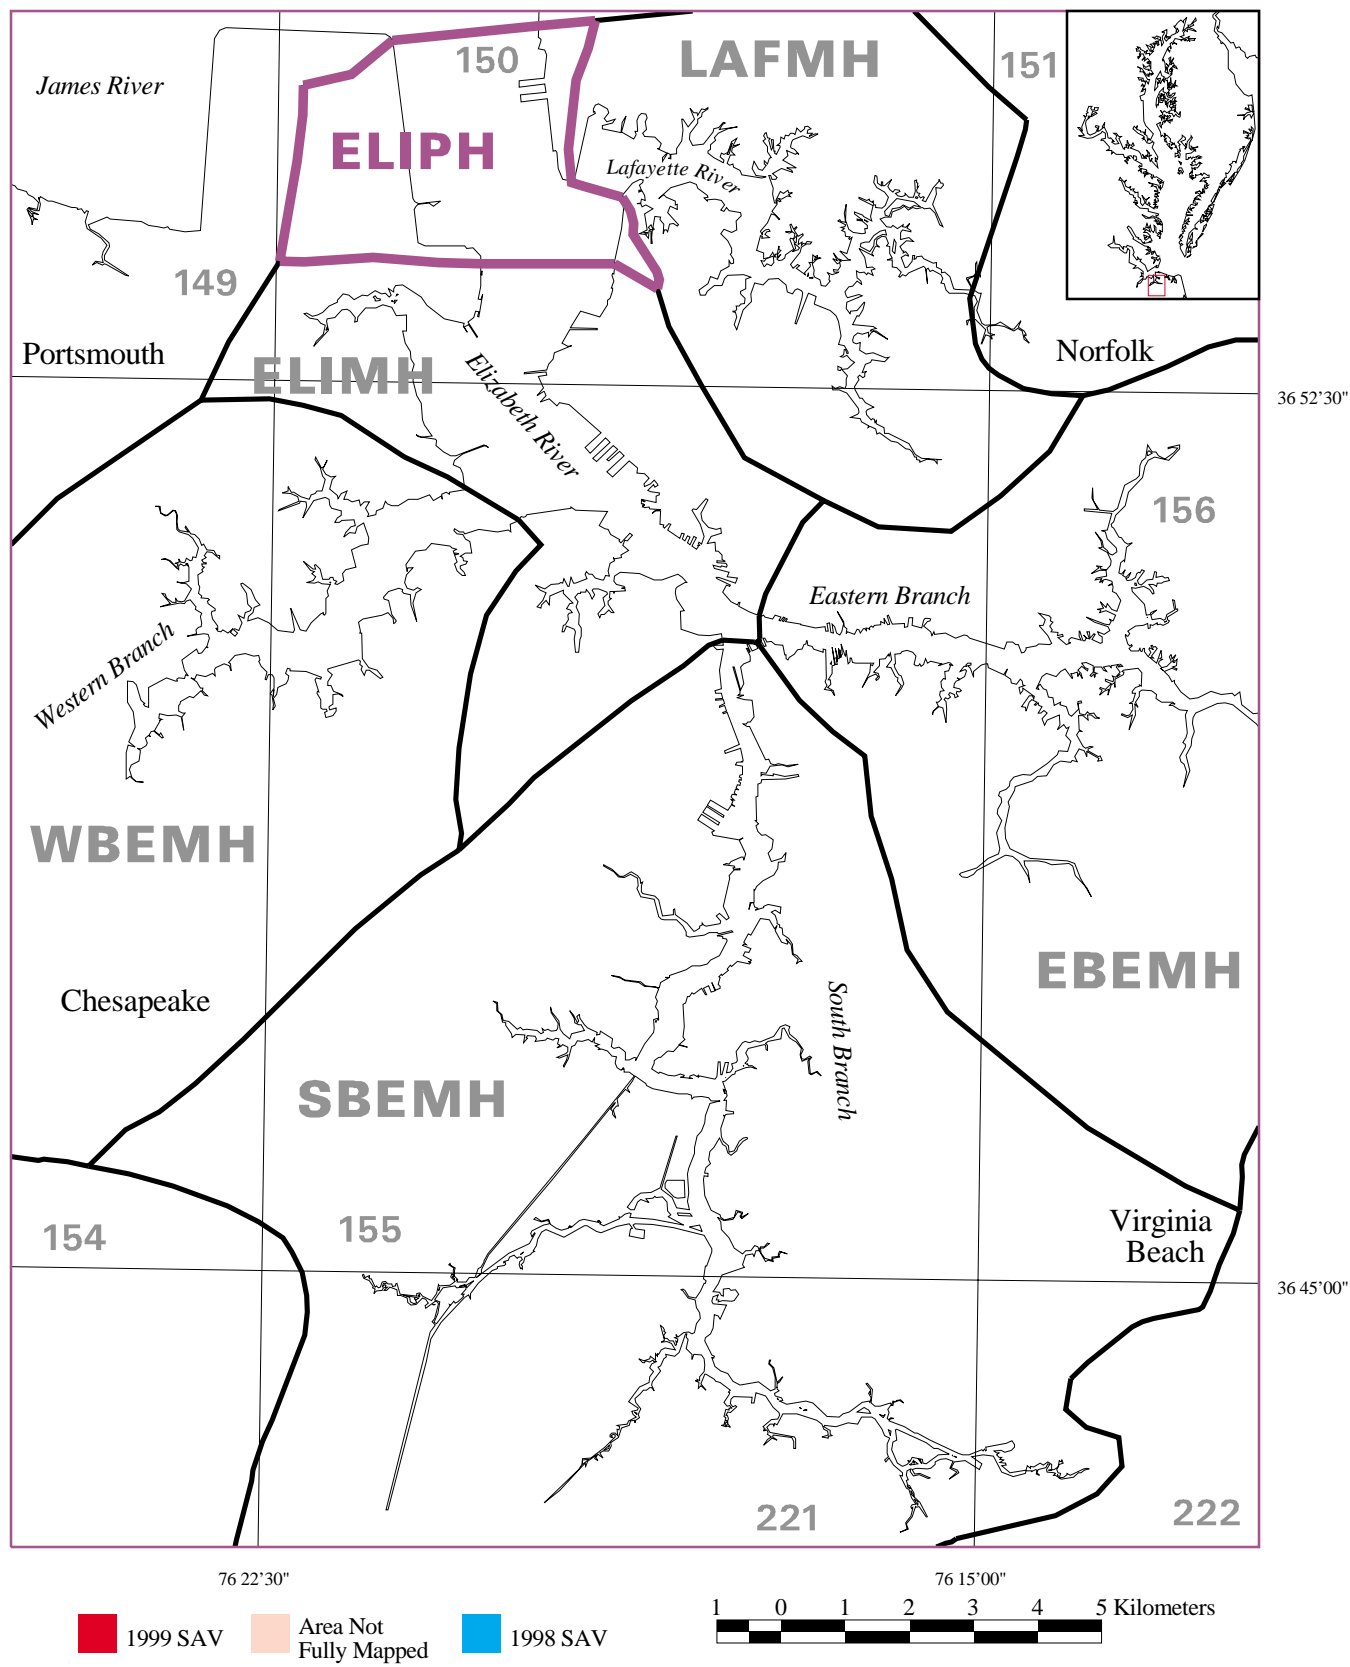 150
LAFMH
151
James River
ELIPH
Lafayette River
149
Portsmouth
ELIMH
Norfolk
Elizabeth River
36 52'30"
156
Eastern Branch
Western Branch
WBEMH
EBEMH
Chesapeake
South Branch
SBEMH
154
155
Virginia
Beach
36 45'00"
221
222
76 22'30"
76 15'00"
1999 SAV
Area Not
Fully Mapped
1998 SAV
1 0 1 2 3 4 5 Kilometers